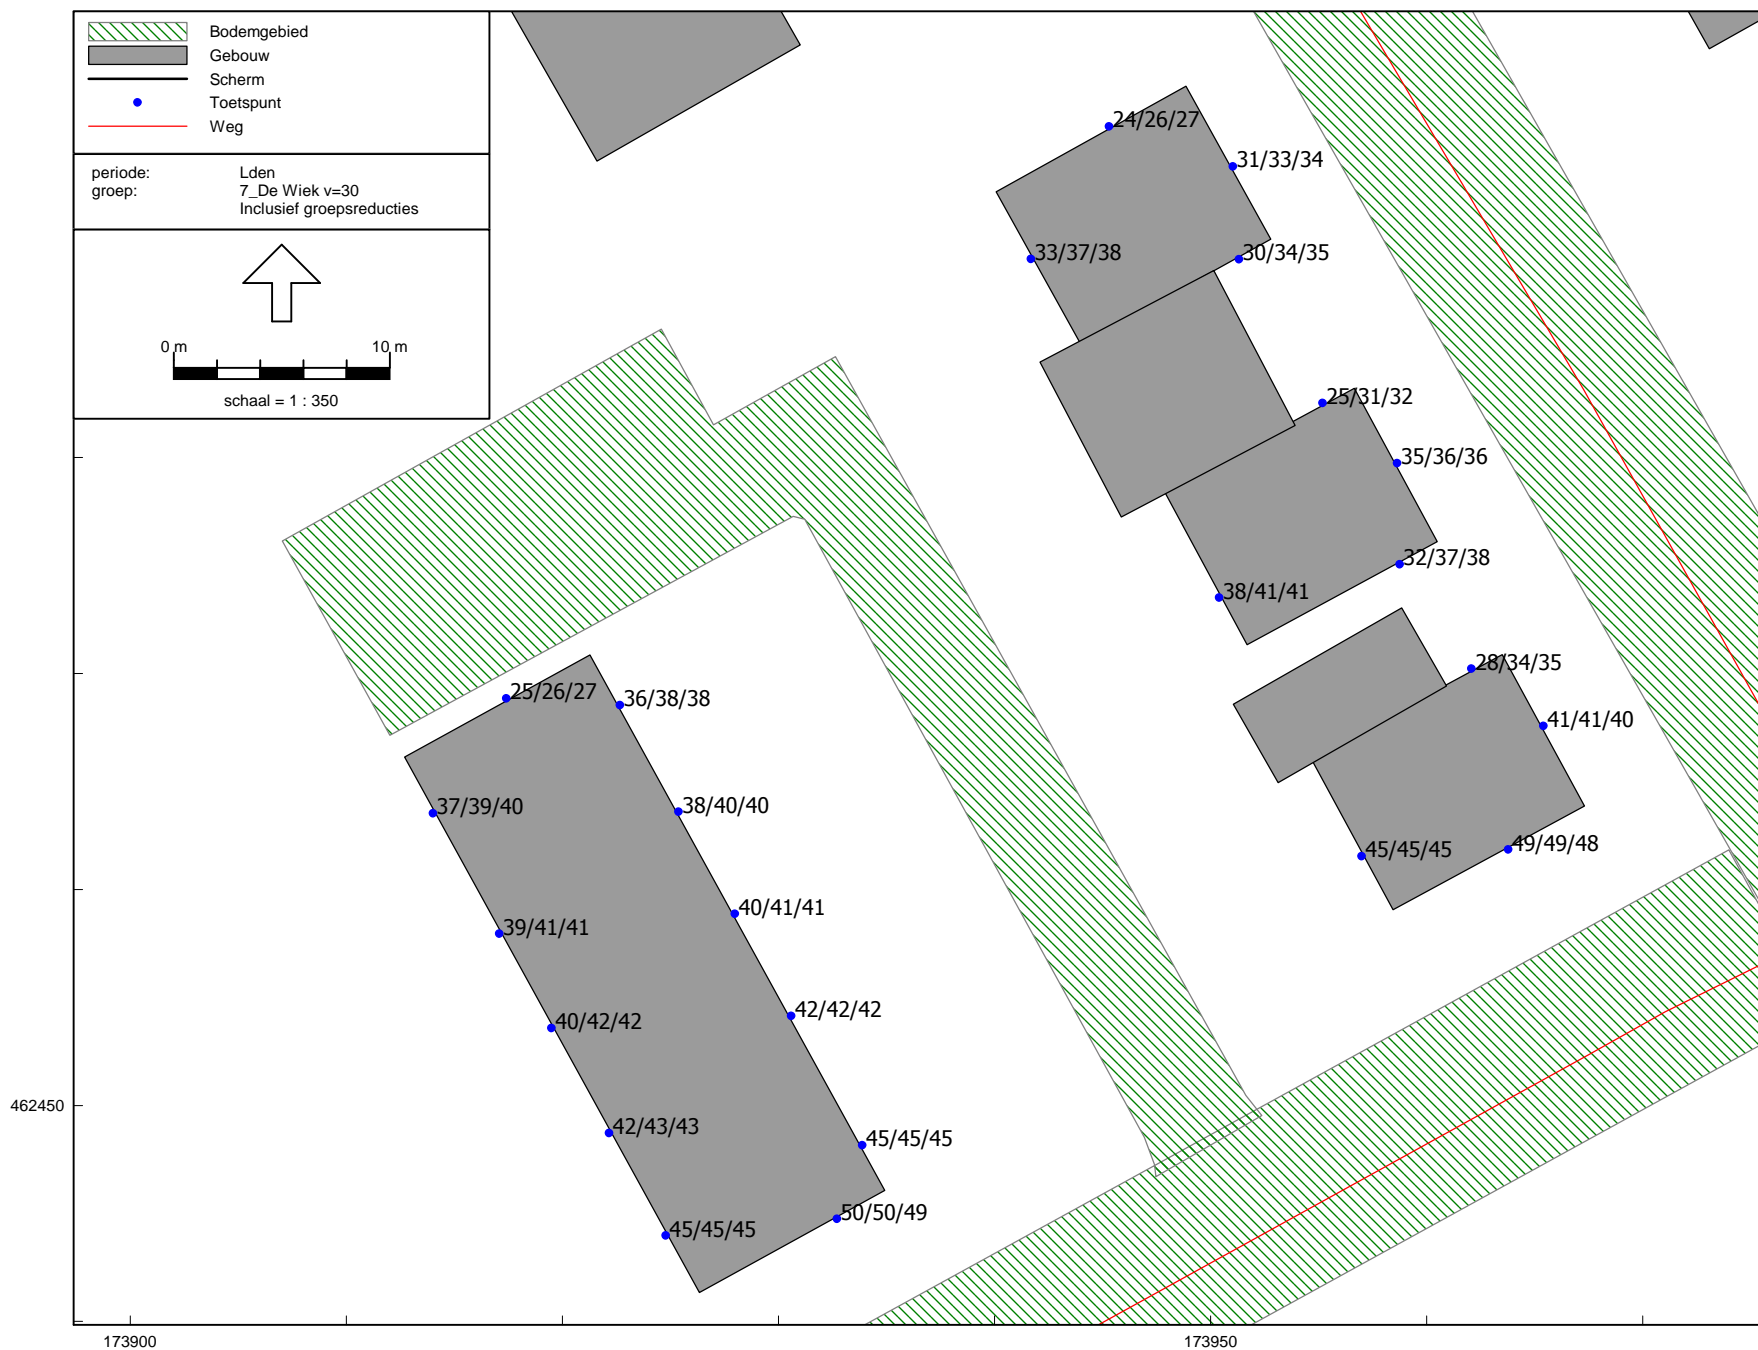 Bodemgebied
Gebouw
Scherm
Toetspunt
Weg
periode: Lden
groep: 7_De Wiek v=30
Inclusief groepsreducties
0 m 10 m
schaal = 1 : 350
24/26/27
31/33/34
33/37/38
30/34/35
25/31/32
35/36/36
32/37/38
38/41/41
28/34/35
25/26/27
36/38/38
41/41/40
37/39/40
38/40/40
45/45/45
49/49/48
40/41/41
39/41/41
42/42/42
40/42/42
42/43/43
45/45/45
50/50/49
45/45/45
462450
173900
173950